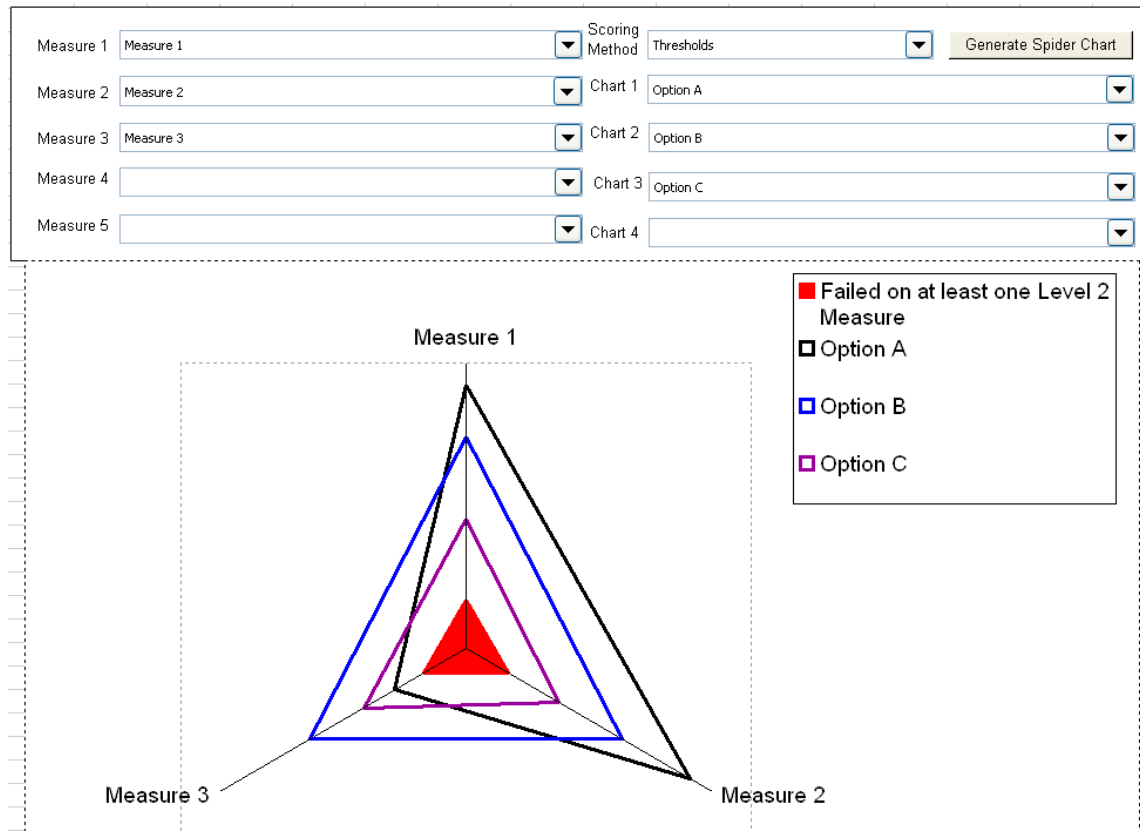 Measure 1
Measure 1
Scoring
Method
Thresholds
Generate Spider Chart
Measure 2
Measure 2
Chart 1
Option A
Measure 3
Measure 3
Chart 2
Option B
Measure 4
Chart 3
Option C
Measure 5
Chart 4
Failed on at least one Level 2
Measure
Option A
Option B
Option C
Measure 1
Measure 3
Measure 2